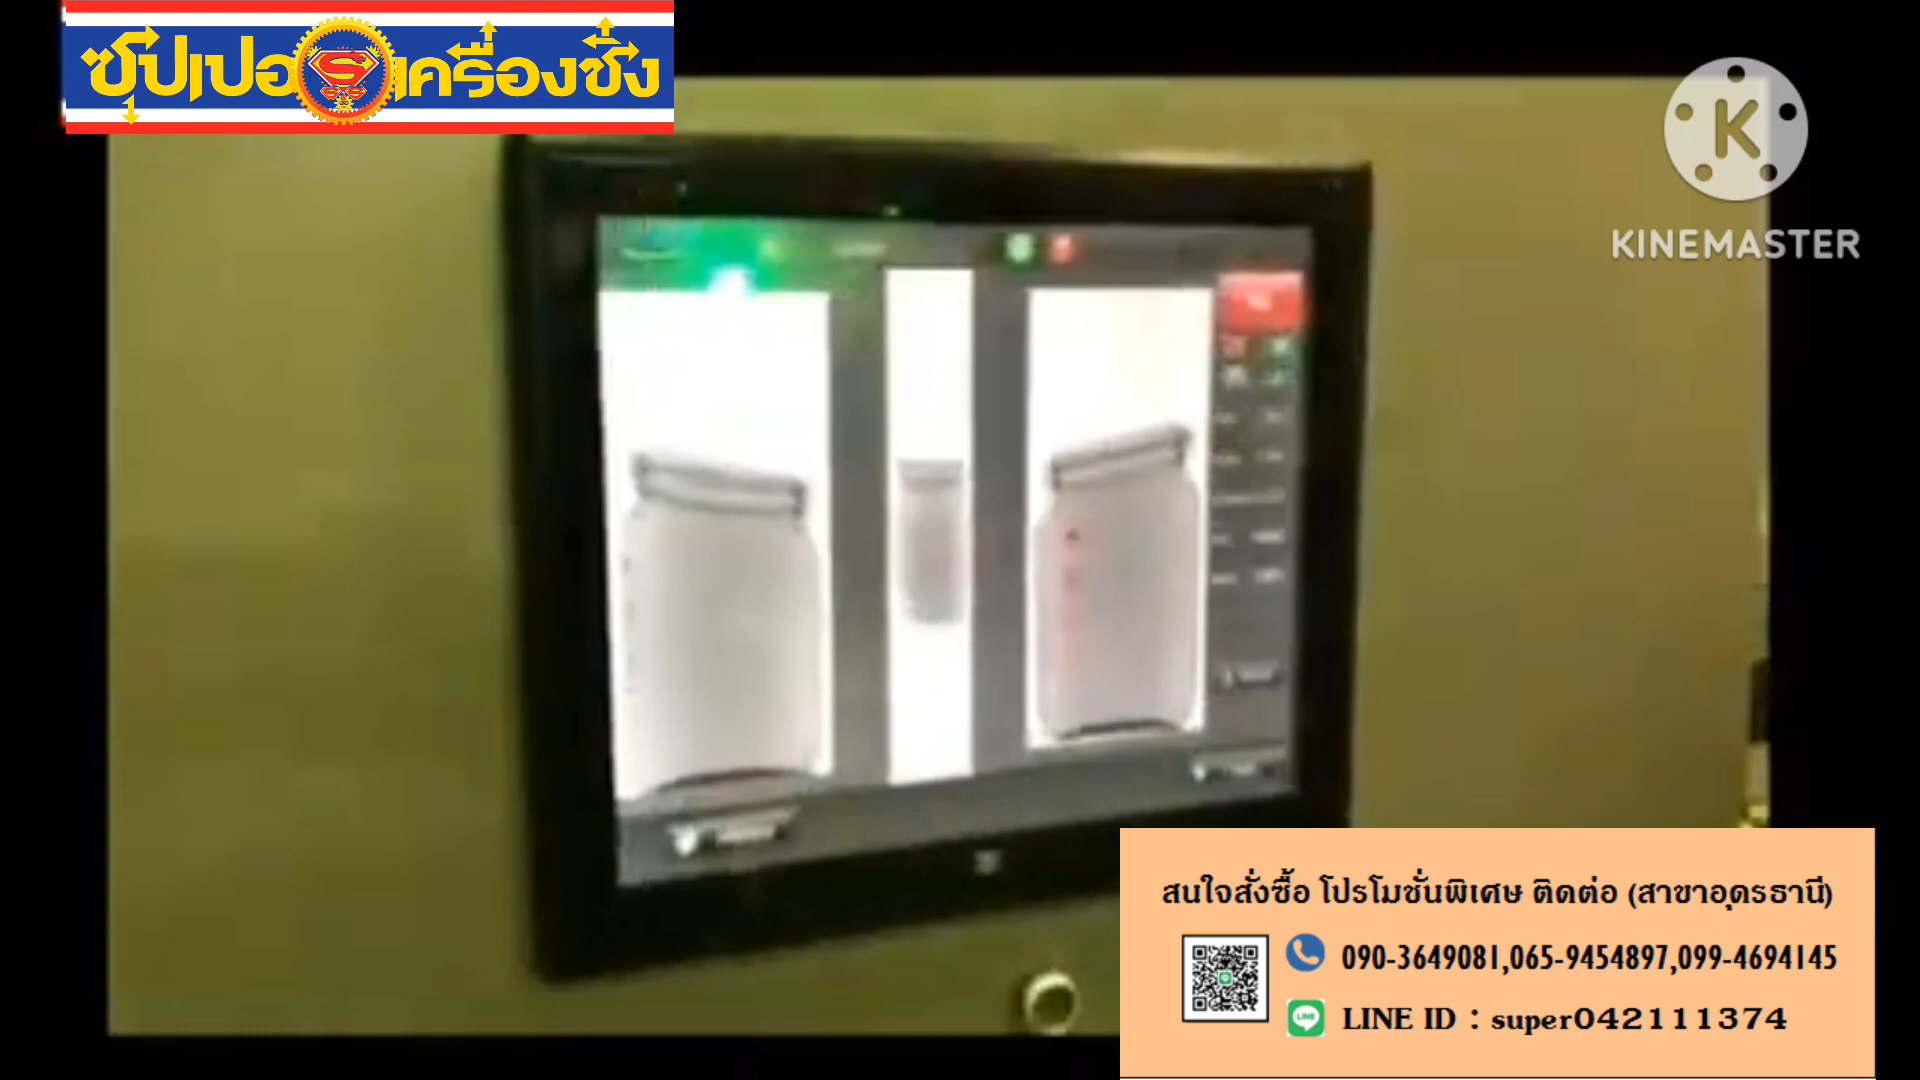 ซุปเปอร์เครื่องชั่ง
K
KINEMASTER
สนใจสั่งซื้อ โปรโมชั่นพิเศษ ติดต่อ (สาขาอุดรธานี)
090-3649081,065-9454897,099-4694145
LINE
LINE ID : super042111374